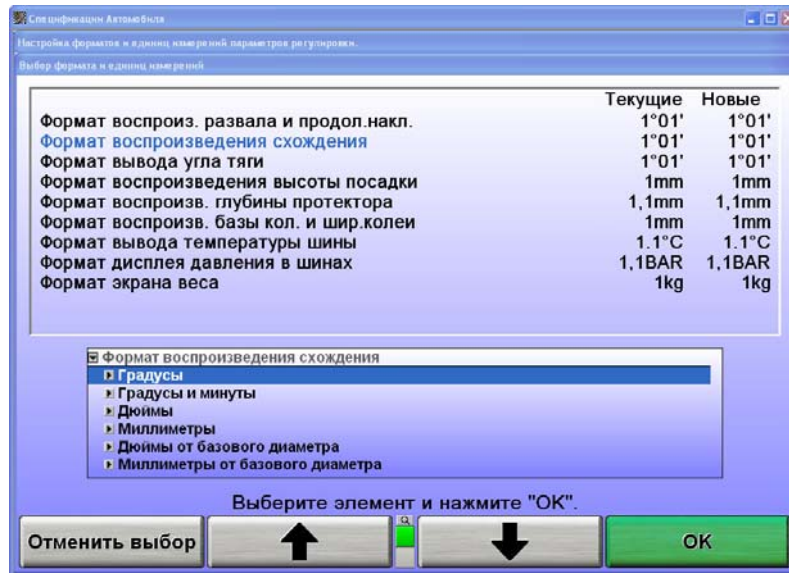 Спецификации Автомобиля
Настройка форматов и единиц измерений параметров регулировки.
Выбор формата и единиц измерений
Текущие Новые
Формат воспроиз. развала и продол.накл. 1°01' 1°01'
Формат воспроизведения схождения 1°01' 1°01'
Формат вывода угла тяги 1°01' 1°01'
Формат воспроизведения высоты посадки 1mm 1mm
Формат воспроизв. глубины протектора 1,1mm 1,1mm
Формат воспроизв. базы кол. и шир.колеи 1mm 1mm
Формат вывода температуры шины 1.1°C 1.1°C
Формат дисплея давления в шинах 1,1BAR 1,1BAR
Формат экрана веса 1kg 1kg
Формат воспроизведения схождения
Градусы
Градусы и минуты
Дюймы
Миллиметры
Дюймы от базового диаметра
Миллиметры от базового диаметра
Выберите элемент и нажмите "OK".
Отменить выбор OK